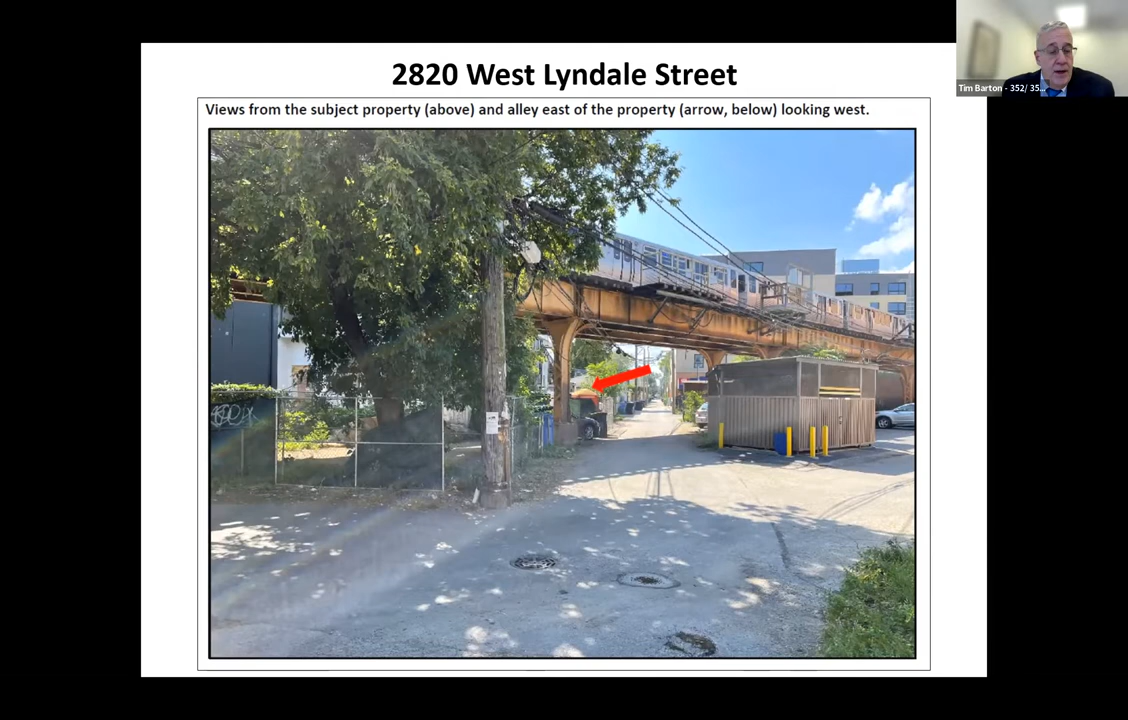 2820 West Lyndale Street
Tim Barton - 352/ 35...
Views from the subject property (above) and alley east of the property (arrow, below) looking west.